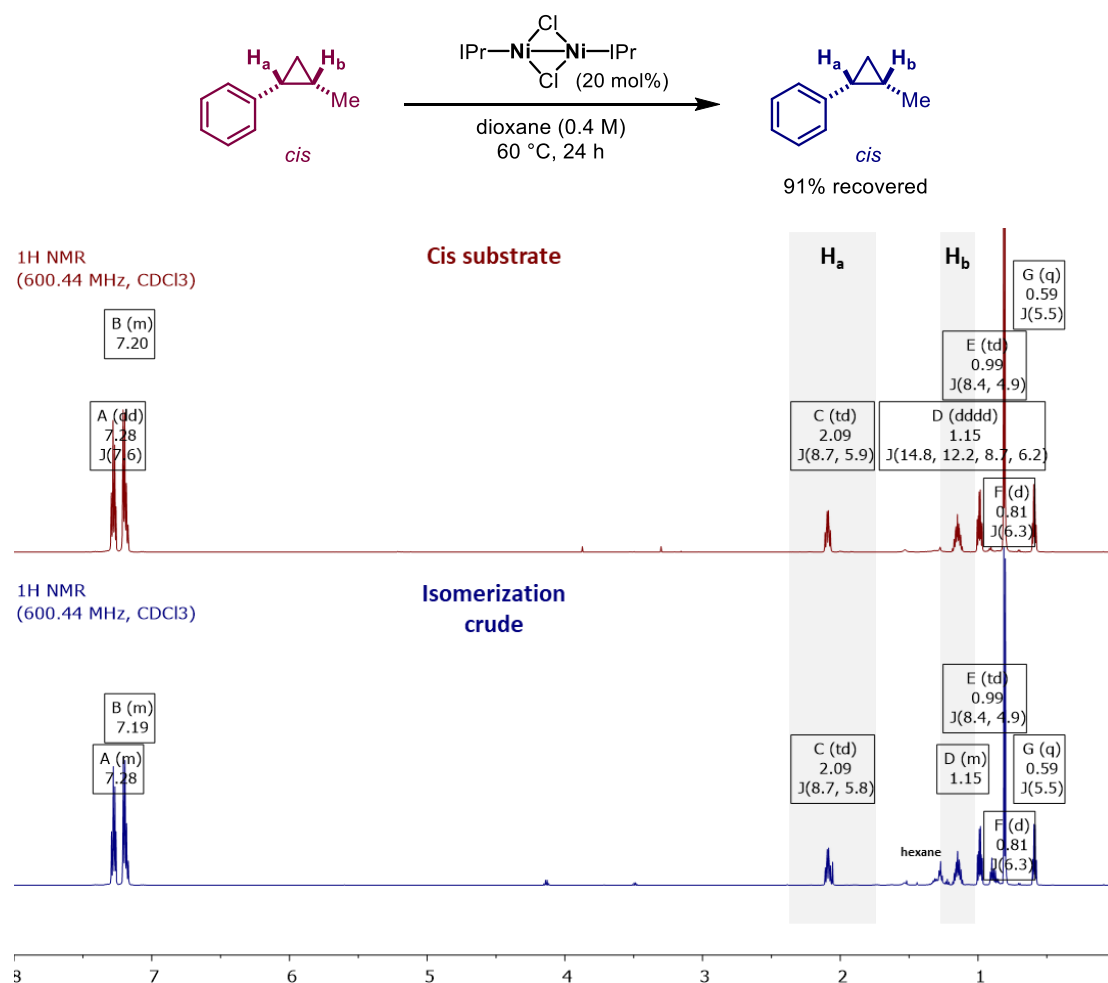 Cl
IPr Ni Ni IPr
Cl (20 mol%)
dioxane (0.4 M)
60 °C, 24 h
Ha Hb
Me
cis
Ha Hb
Me
cis
91% recovered
1H NMR
(600.44 MHz, CDCl3)
Cis substrate
Ha
Hb
B (m)
7.20
A (dd)
7.28
J(7.6)
C (td)
2.09
J(8.7, 5.9)
D (dddd)
1.15
J(14.8, 12.2, 8.7, 6.2)
E (td)
0.99
J(8.4, 4.9)
F (d)
0.81
J(6.3)
G (q)
0.59
J(5.5)
1H NMR
(600.44 MHz, CDCl3)
Isomerization
crude
B (m)
7.19
A (m)
7.28
C (td)
2.09
J(8.7, 5.8)
D (m)
1.15
E (td)
0.99
J(8.4, 4.9)
F (d)
0.81
J(6.3)
G (q)
0.59
J(5.5)
hexane
8 7 6 5 4 3 2 1